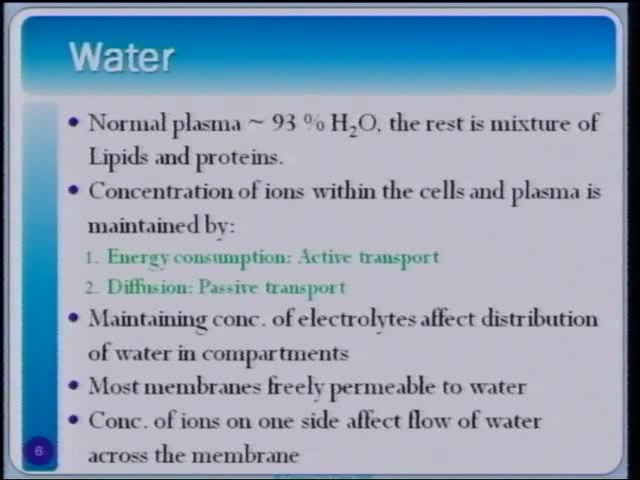 Water
• Normal plasma ~ 93 % H₂O, the rest is mixture of
Lipids and proteins.
• Concentration of ions within the cells and plasma is
maintained by:
1. Energy consumption: Active transport
2. Diffusion: Passive transport
• Maintaining conc. of electrolytes affect distribution
of water in compartments
• Most membranes freely permeable to water
• Conc. of ions on one side affect flow of water
across the membrane
6